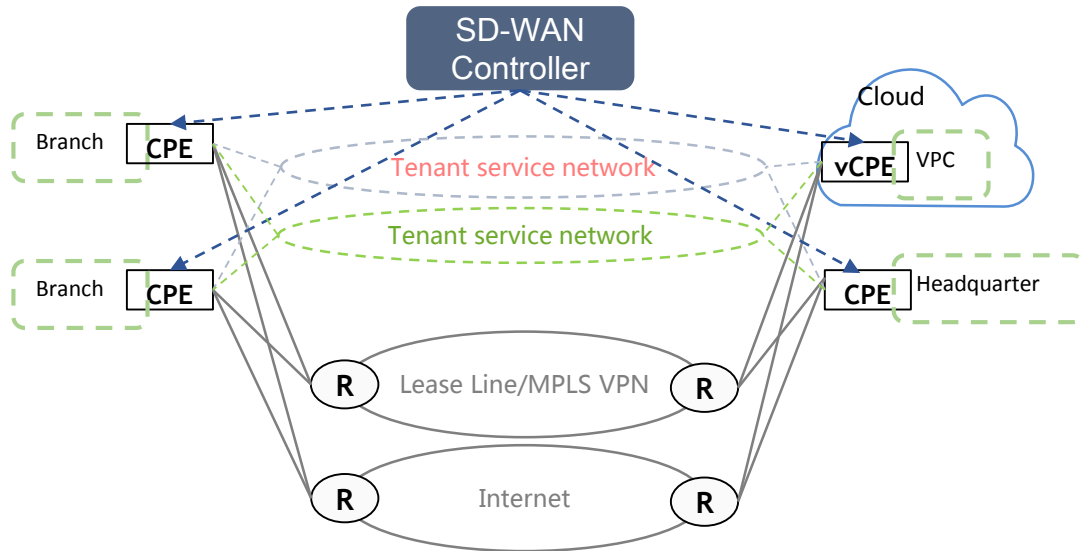 SD-WAN
Controller
Cloud
Branch
CPE
vCPE
VPC
Tenant service network
Tenant service network
Branch
CPE
CPE
Headquarter
R
Lease Line/MPLS VPN
R
R
Internet
R